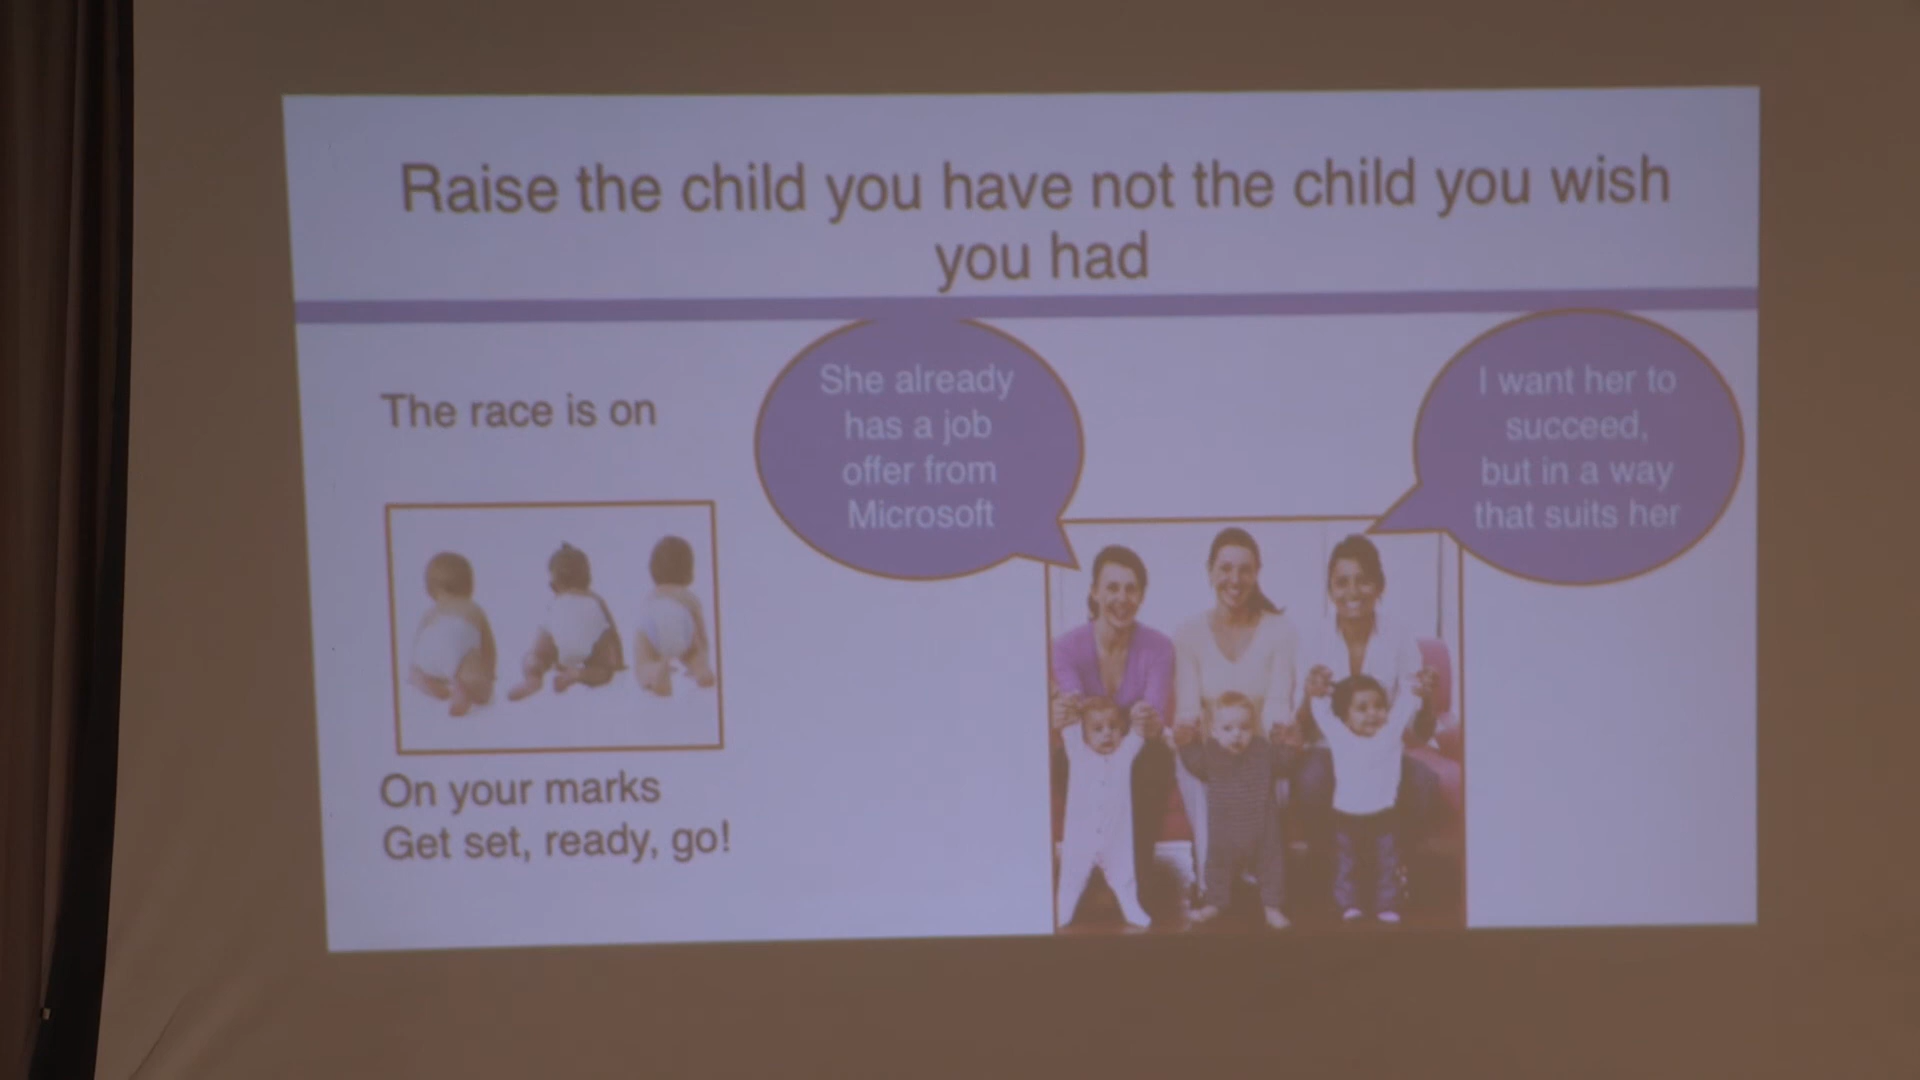 Raise the child you have not the child you wish
you had
The race is on
On your marks
Get set, ready, go!
She already
has a job
offer from
Microsoft
I want her to
succeed,
but in a way
that suits her